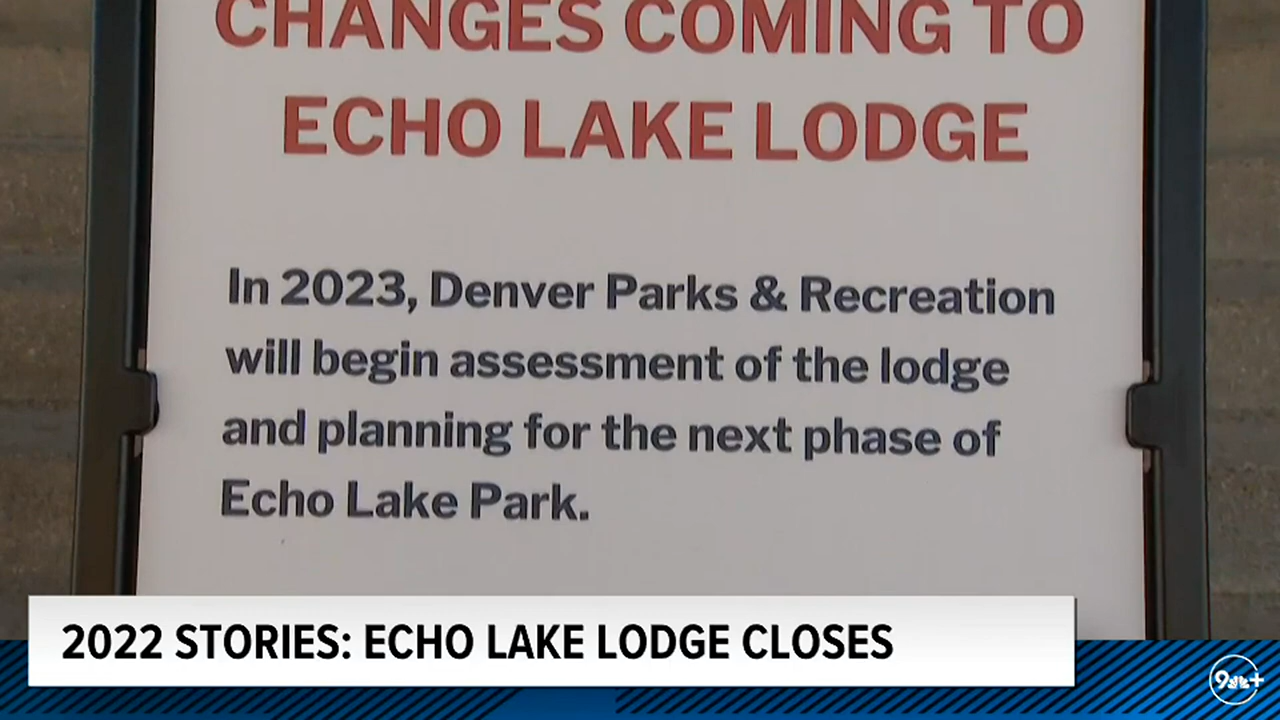 CHANGES COMING TO
ECHO LAKE LODGE
In 2023, Denver Parks & Recreation
will begin assessment of the lodge
and planning for the next phase of
Echo Lake Park.
2022 STORIES: ECHO LAKE LODGE CLOSES
9+